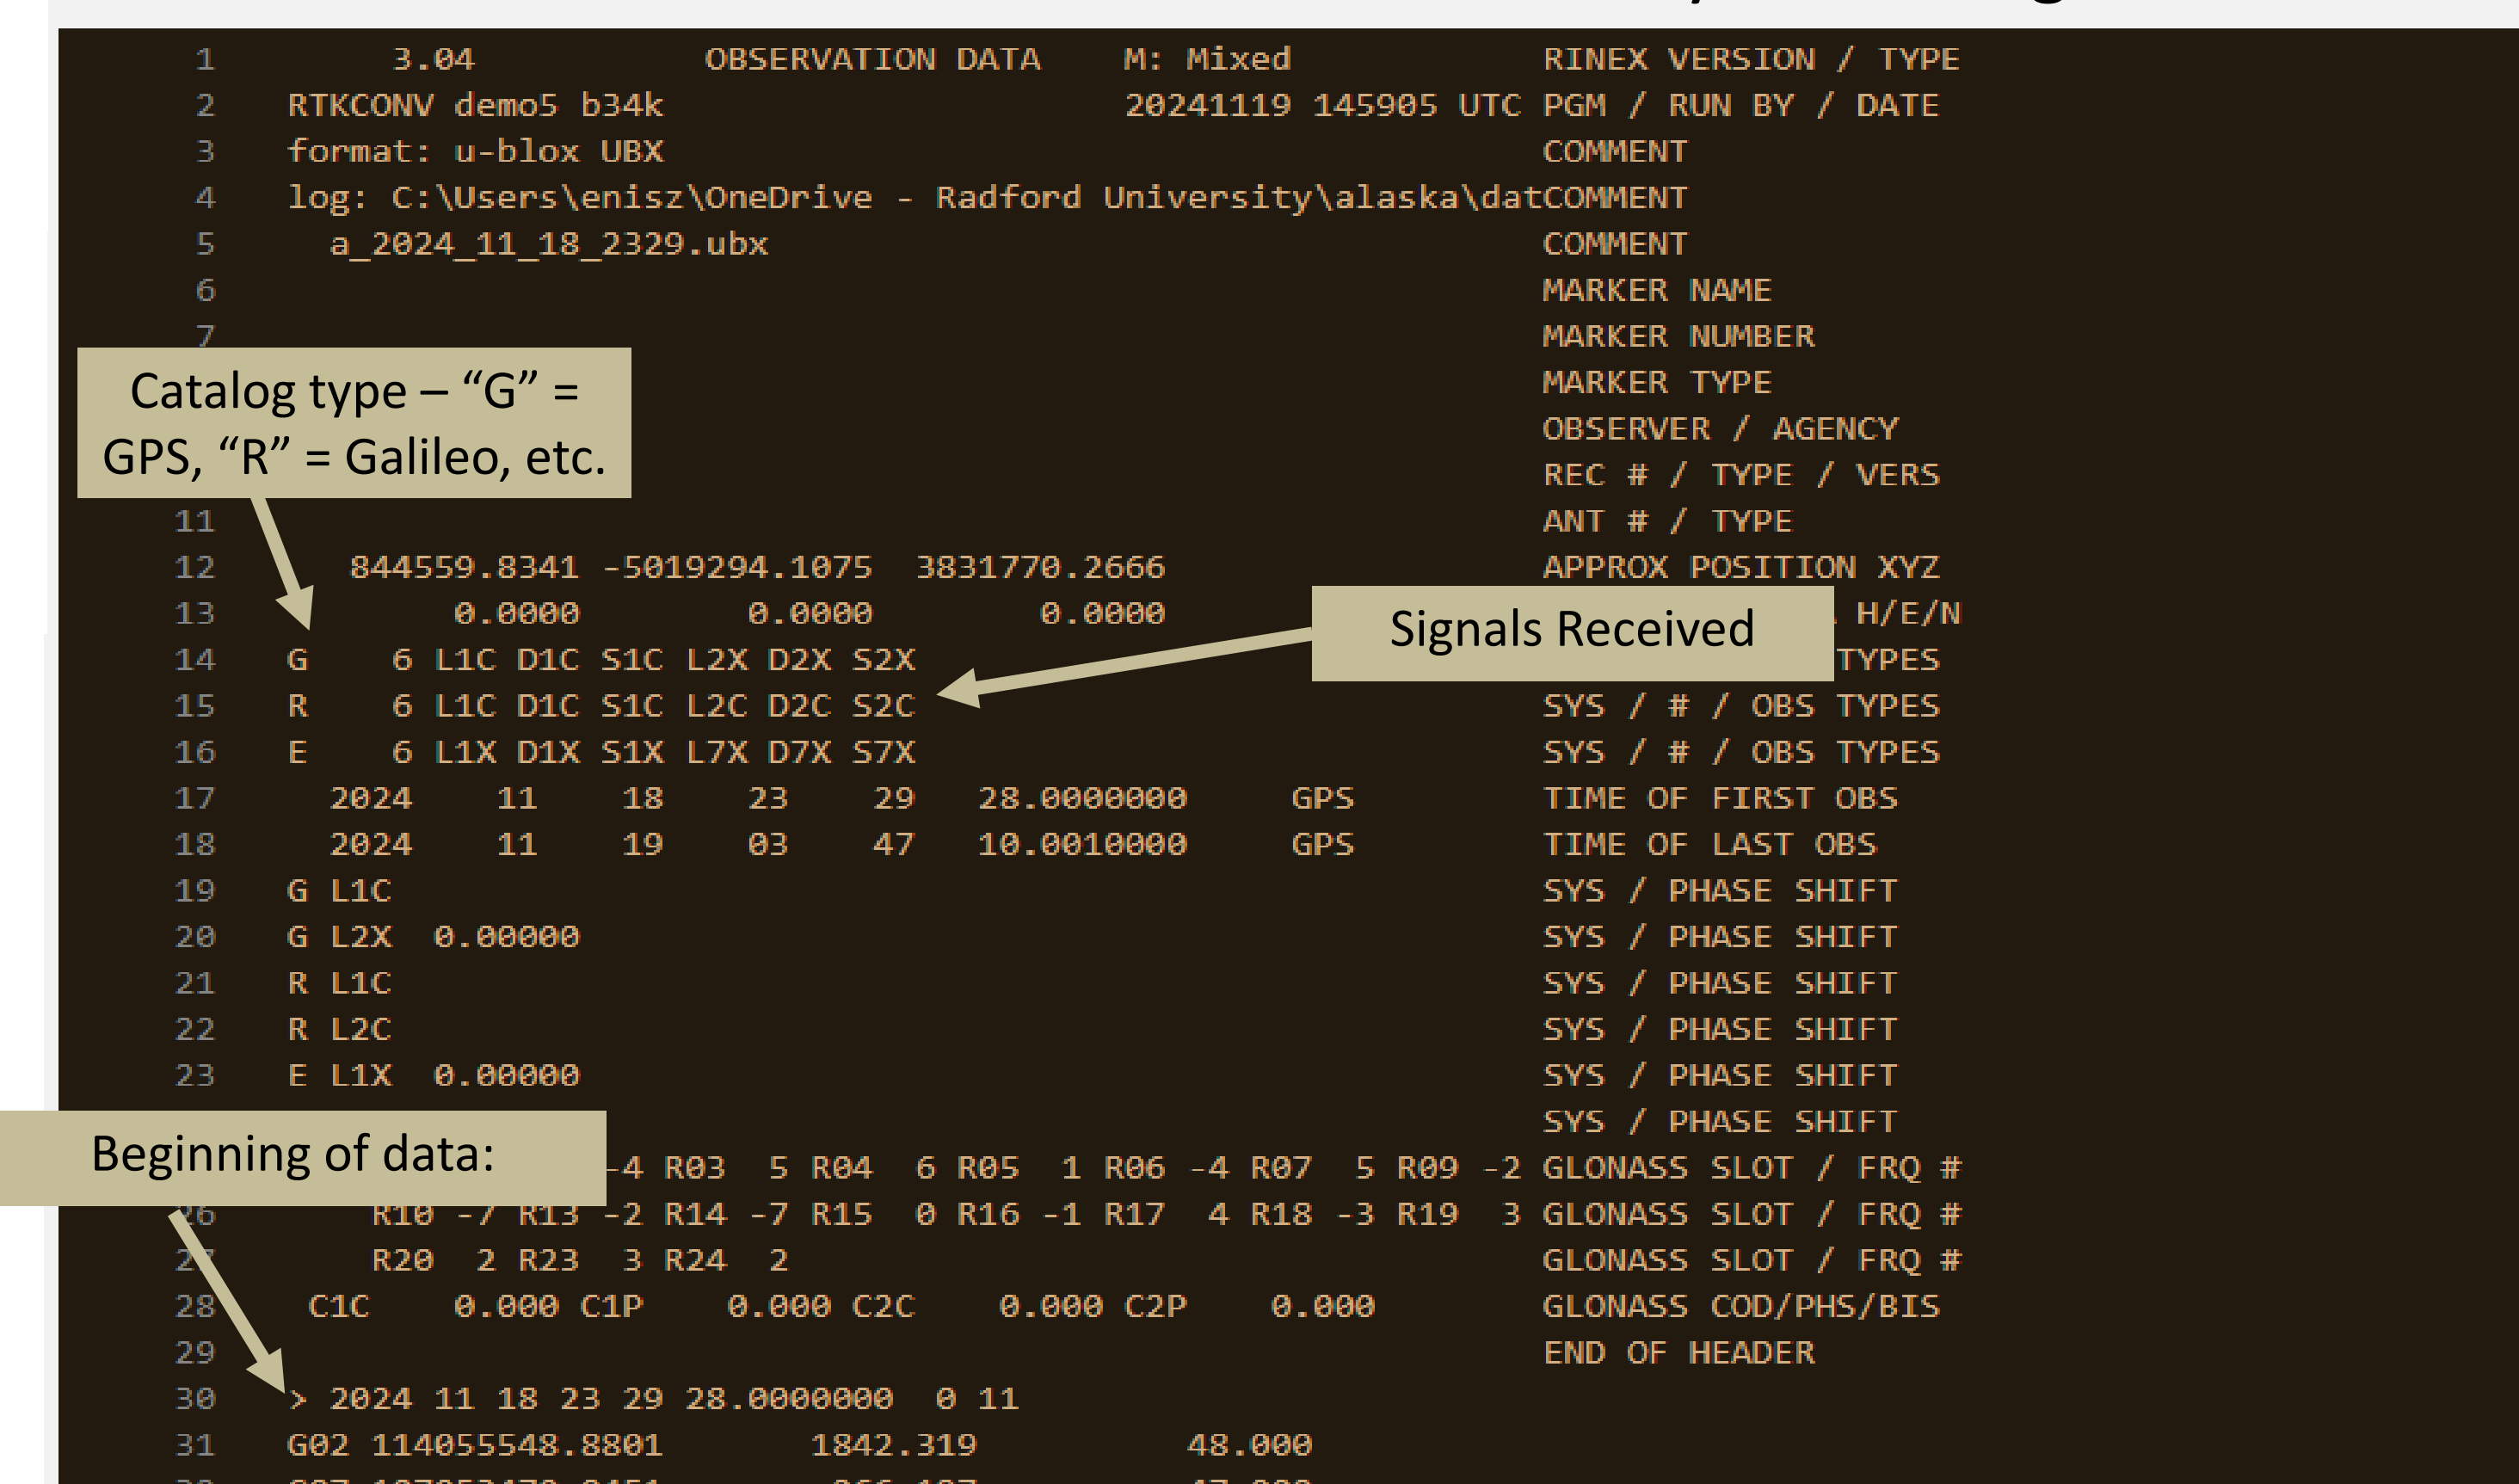 1 3.04 OBSERVATION DATA M: Mixed RINEX VERSION / TYPE
2 RTKCONV demo5 b34k 20241119 145905 UTC PGM / RUN BY / DATE
3 format: u-blox UBX COMMENT
4 log: C:\Users\enisz\OneDrive - Radford University\alaska\datCOMMENT
5 a_2024_11_18_2329.ubx COMMENT
6 MARKER NAME
7 MARKER NUMBER
Catalog type – “G” =
GPS, “R” = Galileo, etc.
MARKER TYPE
OBSERVER / AGENCY
REC # / TYPE / VERS
11 ANT # / TYPE
12 844559.8341 -5019294.1075 3831770.2666 APPROX POSITION XYZ
13 0.0000 0.0000 0.0000 H/E/N
Signals Received
14 G 6 L1C D1C S1C L2X D2X S2X TYPES
15 R 6 L1C D1C S1C L2C D2C S2C SYS / # / OBS TYPES
16 E 6 L1X D1X S1X L7X D7X S7X SYS / # / OBS TYPES
17 2024 11 18 23 29 28.0000000 GPS TIME OF FIRST OBS
18 2024 11 19 03 47 10.0010000 GPS TIME OF LAST OBS
19 G L1C SYS / PHASE SHIFT
20 G L2X 0.00000 SYS / PHASE SHIFT
21 R L1C SYS / PHASE SHIFT
22 R L2C SYS / PHASE SHIFT
23 E L1X 0.00000 SYS / PHASE SHIFT
SYS / PHASE SHIFT
Beginning of data:
-4 R03 5 R04 6 R05 1 R06 -4 R07 5 R09 -2 GLONASS SLOT / FRQ #
26 R10 -7 R13 -2 R14 -7 R15 0 R16 -1 R17 4 R18 -3 R19 3 GLONASS SLOT / FRQ #
27 R20 2 R23 3 R24 2 GLONASS SLOT / FRQ #
28 C1C 0.000 C1P 0.000 C2C 0.000 C2P 0.000 GLONASS COD/PHS/BIS
29 END OF HEADER
30 > 2024 11 18 23 29 28.0000000 0 11
31 G02 114055548.8801 1842.319 48.000